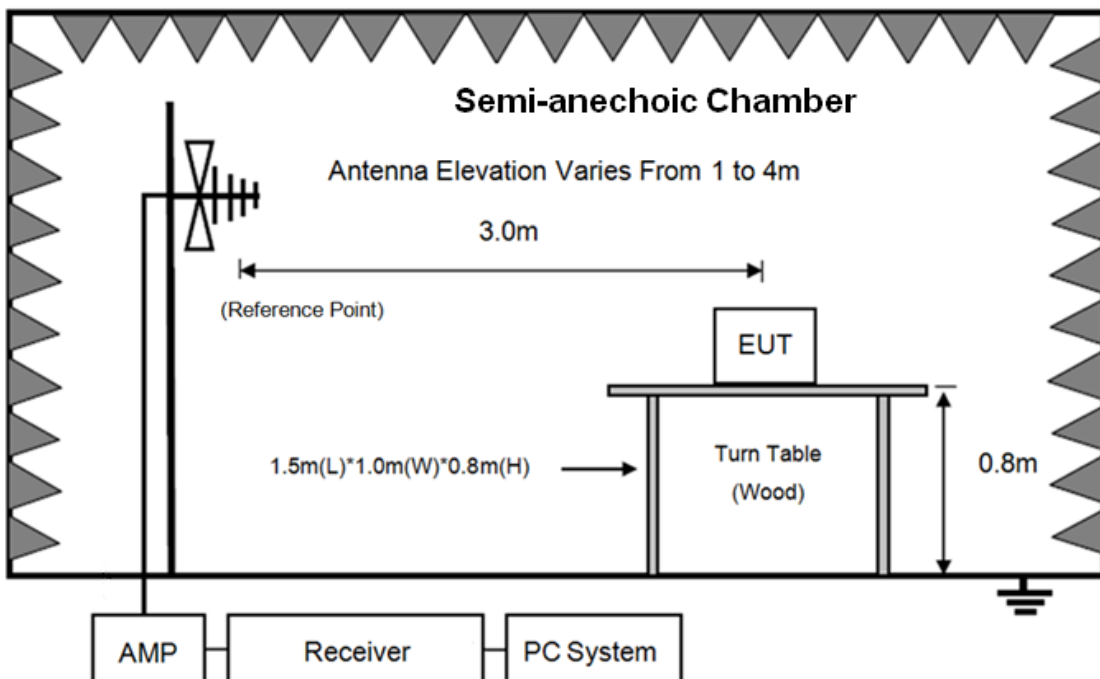 Semi-anechoic Chamber
Antenna Elevation Varies From 1 to 4m
3.0m
(Reference Point)
EUT
1.5m(L)*1.0m(W)*0.8m(H)
Turn Table
(Wood)
0.8m
AMP
Receiver
PC System